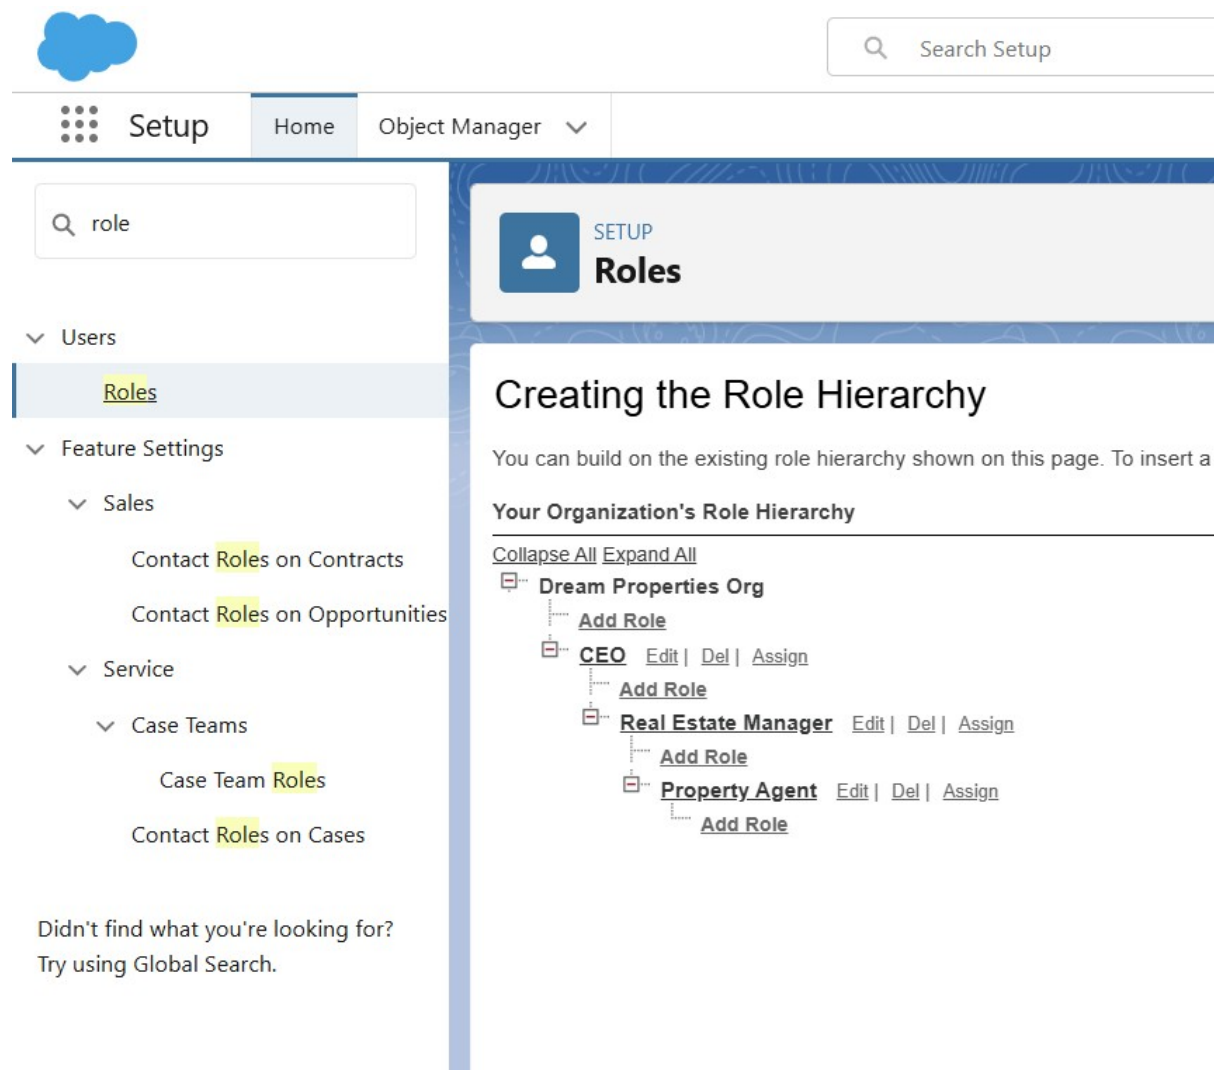 Search Setup
Setup
Home
Object Manager
role
Users
Roles
Feature Settings
Sales
Contact Roles on Contracts
Contact Roles on Opportunities
Service
Case Teams
Case Team Roles
Contact Roles on Cases
Didn't find what you're looking for?
Try using Global Search.
SETUP
Roles
Creating the Role Hierarchy
You can build on the existing role hierarchy shown on this page. To insert a
Your Organization's Role Hierarchy
Collapse All Expand All
Dream Properties Org
Add Role
CEO Edit | Del | Assign
Add Role
Real Estate Manager Edit | Del | Assign
Add Role
Property Agent Edit | Del | Assign
Add Role